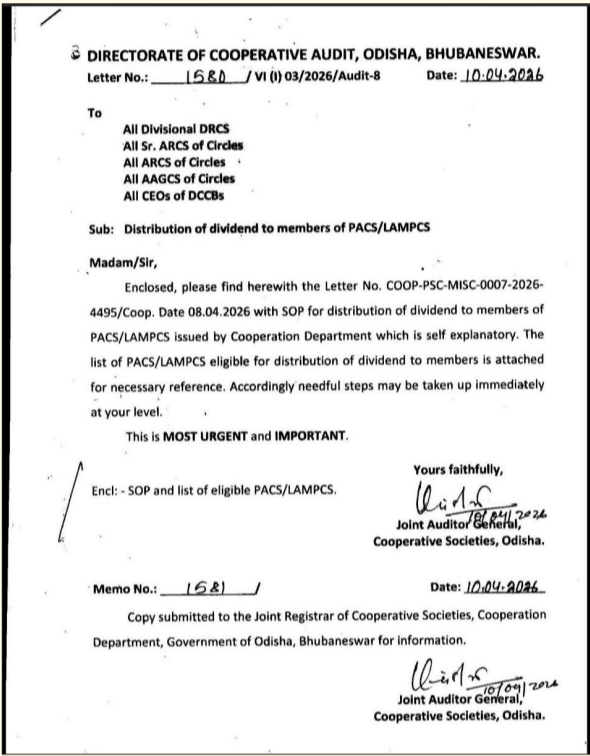 DIRECTORATE OF COOPERATIVE AUDIT, ODISHA, BHUBANESWAR.
Letter No.: 1580 / VI (I) 03/2026/Audit-8 Date: 10.04.2026
To
All Divisional DRCS
All Sr. ARCS of Circles
All ARCS of Circles
All AAGCS of Circles
All CEOs of DCCBs
Sub: Distribution of dividend to members of PACS/LAMPCS
Madam/Sir,
Enclosed, please find herewith the Letter No. COOP-PSC-MISC-0007-2026-
4495/Coop. Date 08.04.2026 with SOP for distribution of dividend to members of
PACS/LAMPCS issued by Cooperation Department which is self explanatory. The
list of PACS/LAMPCS eligible for distribution of dividend to members is attached
for necessary reference. Accordingly needful steps may be taken up immediately
at your level.
This is MOST URGENT and IMPORTANT.
Yours faithfully,
Encl: - SOP and list of eligible PACS/LAMPCS.
10/04/2026
Joint Auditor General,
Cooperative Societies, Odisha.
Memo No.: 1581 / Date: 10.04.2026
Copy submitted to the Joint Registrar of Cooperative Societies, Cooperation
Department, Government of Odisha, Bhubaneswar for information.
10/04/2026
Joint Auditor General,
Cooperative Societies, Odisha.